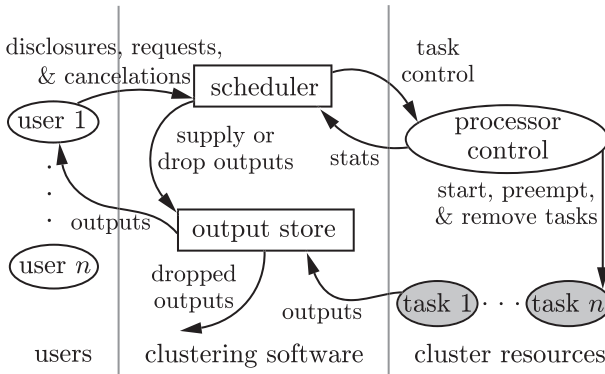 disclosures, requests,
& cancelations
user 1
user n
users
scheduler
supply or
drop outputs
outputs
output store
dropped
outputs
outputs
clustering software
task
control
stats
processor
control
start, preempt,
& remove tasks
task 1
· · ·
task n
cluster resources